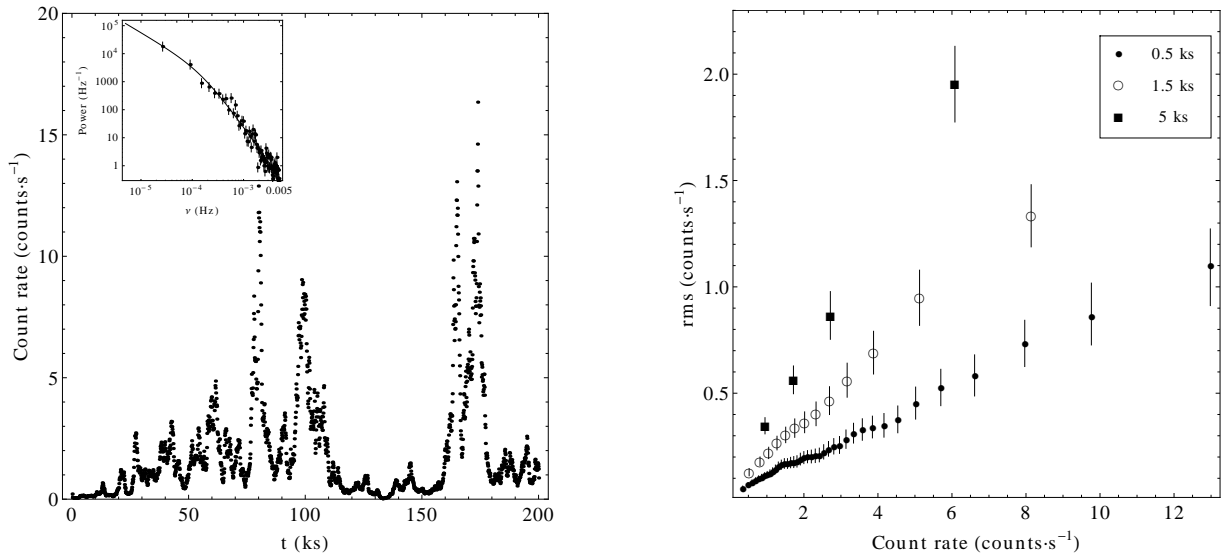 20
15
10
5
0
Count rate (counts·s⁻¹)
0 50 100 150 200
t (ks)
10⁵
10⁴
1000
100
10
1
Power (Hz⁻¹)
10⁻⁵ 10⁻⁴ 10⁻³ 0.005
ν (Hz)
2.0
1.5
1.0
0.5
rms (counts·s⁻¹)
0.5 ks
1.5 ks
5 ks
2 4 6 8 10 12
Count rate (counts·s⁻¹)